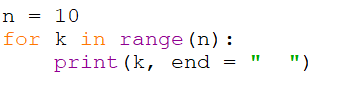 n = 10
for k in range(n):
    print(k, end = "  ")